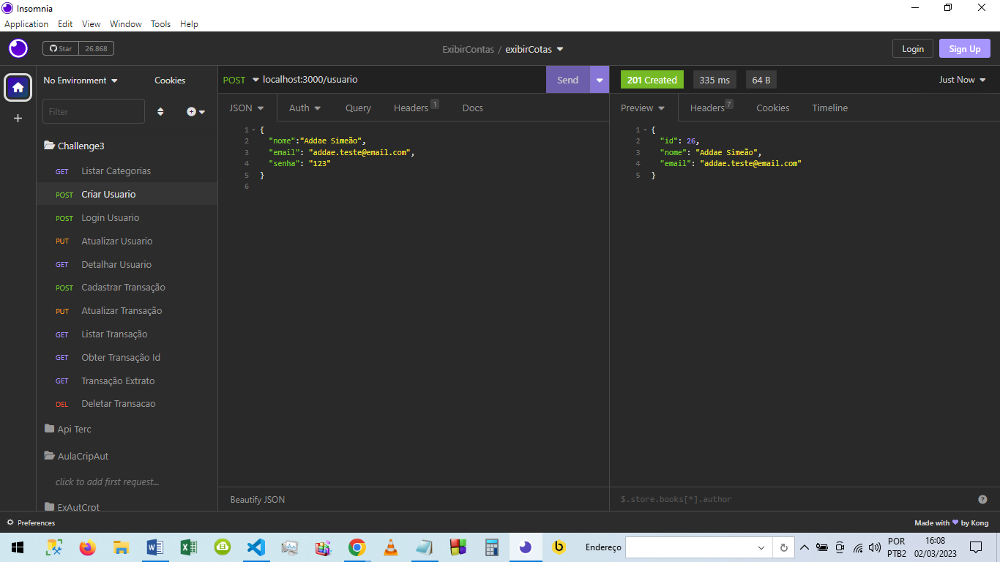 Insomnia
Application Edit View Window Tools Help
Star 26.868
ExibirContas / exibirCotas
Login Sign Up
No Environment Cookies
Filter
Challenge3
GET Listar Categorias
POST Criar Usuario
POST Login Usuario
PUT Atualizar Usuario
GET Detalhar Usuario
POST Cadastrar Transação
PUT Atualizar Transação
GET Listar Transação
GET Obter Transação Id
GET Transação Extrato
DEL Deletar Transacao
Api Terc
AulaCripAut
click to add first request...
ExAutCrpt
POST localhost:3000/usuario Send
JSON Auth Query Headers 1 Docs
1 {
2 "nome":"Addae Simeão",
3 "email": "addae.teste@email.com",
4 "senha": "123"
5 }
6
Beautify JSON
201 Created 335 ms 64 B Just Now
Preview Headers 7 Cookies Timeline
1 {
2 "id": 26,
3 "nome": "Addae Simeão",
4 "email": "addae.teste@email.com"
5 }
$.store.books[*].author
Preferences
Made with by Kong
Endereço
POR
PTB2
16:08
02/03/2023